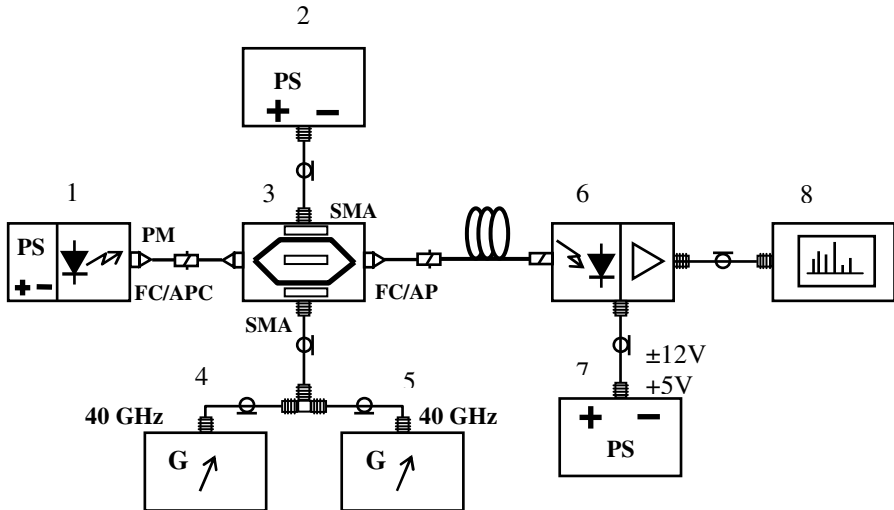 2
PS
+ −
1
3
SMA
6
8
PS
+ −
PM
FC/APC
FC/AP
SMA
4
5
7
±12V
+5V
40 GHz
40 GHz
G
G
+ −
PS